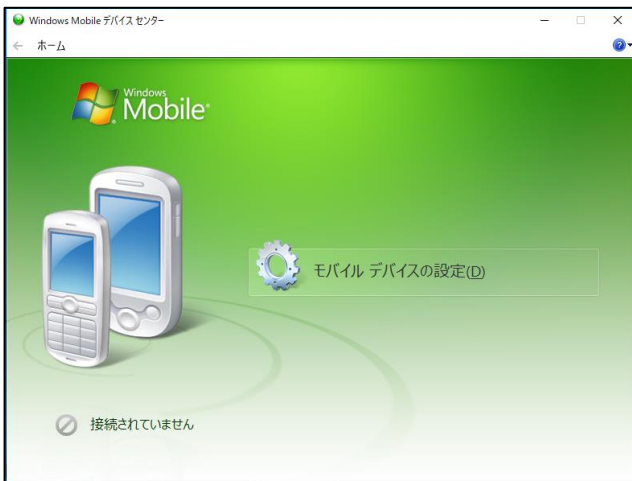 Windows Mobile デバイス センター
ホーム
Windows
Mobile
モバイル デバイスの設定(D)
接続されていません